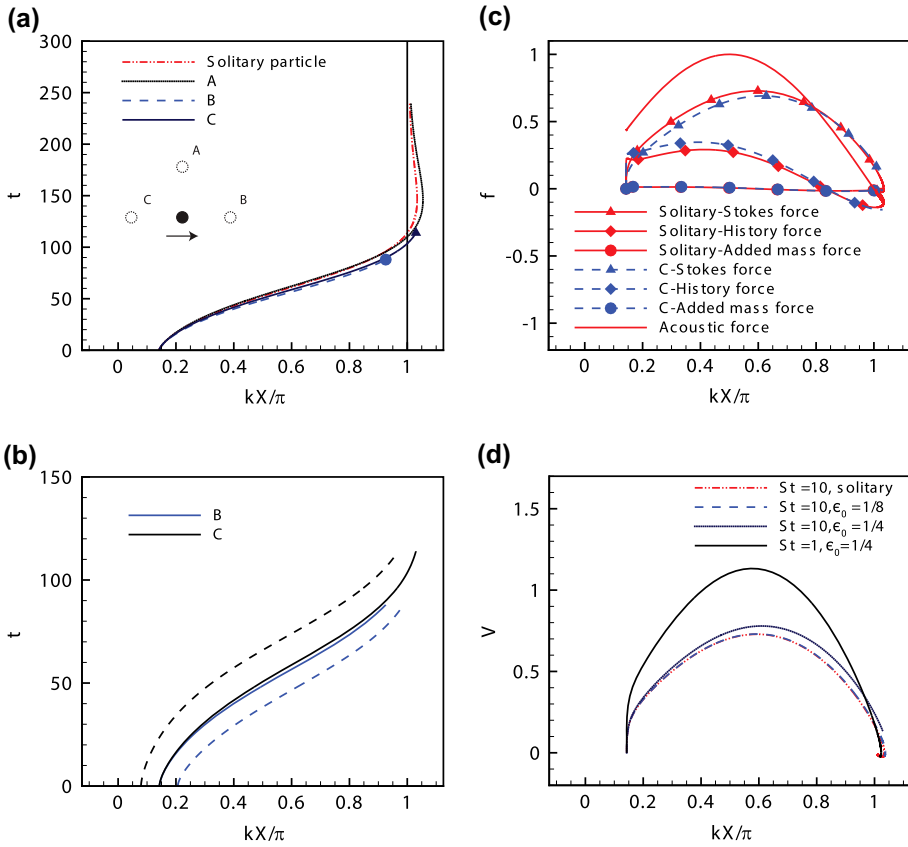 (a)
300
250
200
150
100
50
0
t
Solitary particle
A
B
C
A
C
B
0
0.2
0.4
0.6
0.8
1
kX/π
(c)
1
0.5
0
-0.5
-1
f
Solitary-Stokes force
Solitary-History force
Solitary-Added mass force
C-Stokes force
C-History force
C-Added mass force
Acoustic force
0
0.2
0.4
0.6
0.8
1
kX/π
(b)
150
100
50
0
t
B
C
0
0.2
0.4
0.6
0.8
1
kX/π
(d)
1.5
1
0.5
0
V
St=10, solitary
St=10,ϵ₀=1/8
St=10,ϵ₀=1/4
St=1,ϵ₀=1/4
0
0.2
0.4
0.6
0.8
1
kX/π